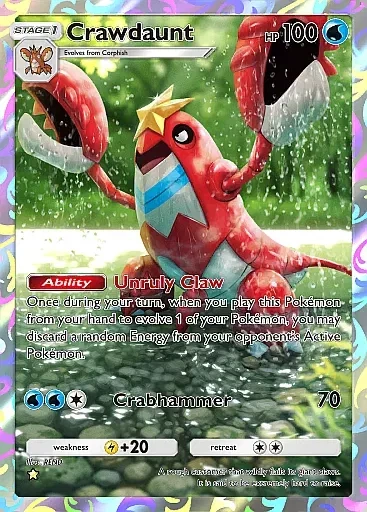 STAGE 1
Crawdaunt
HP 100
Evolves from Corphish
Ability Unruly Claw
Once during your turn, when you play this Pokémon
from your hand to evolve 1 of your Pokémon, you may
discard a random Energy from your opponent's Active
Pokémon.
Crabhammer 70
weakness +20 retreat
Illus.
A rough customer that wildly flails its giant claws.
It is said to be extremely hard to raise.